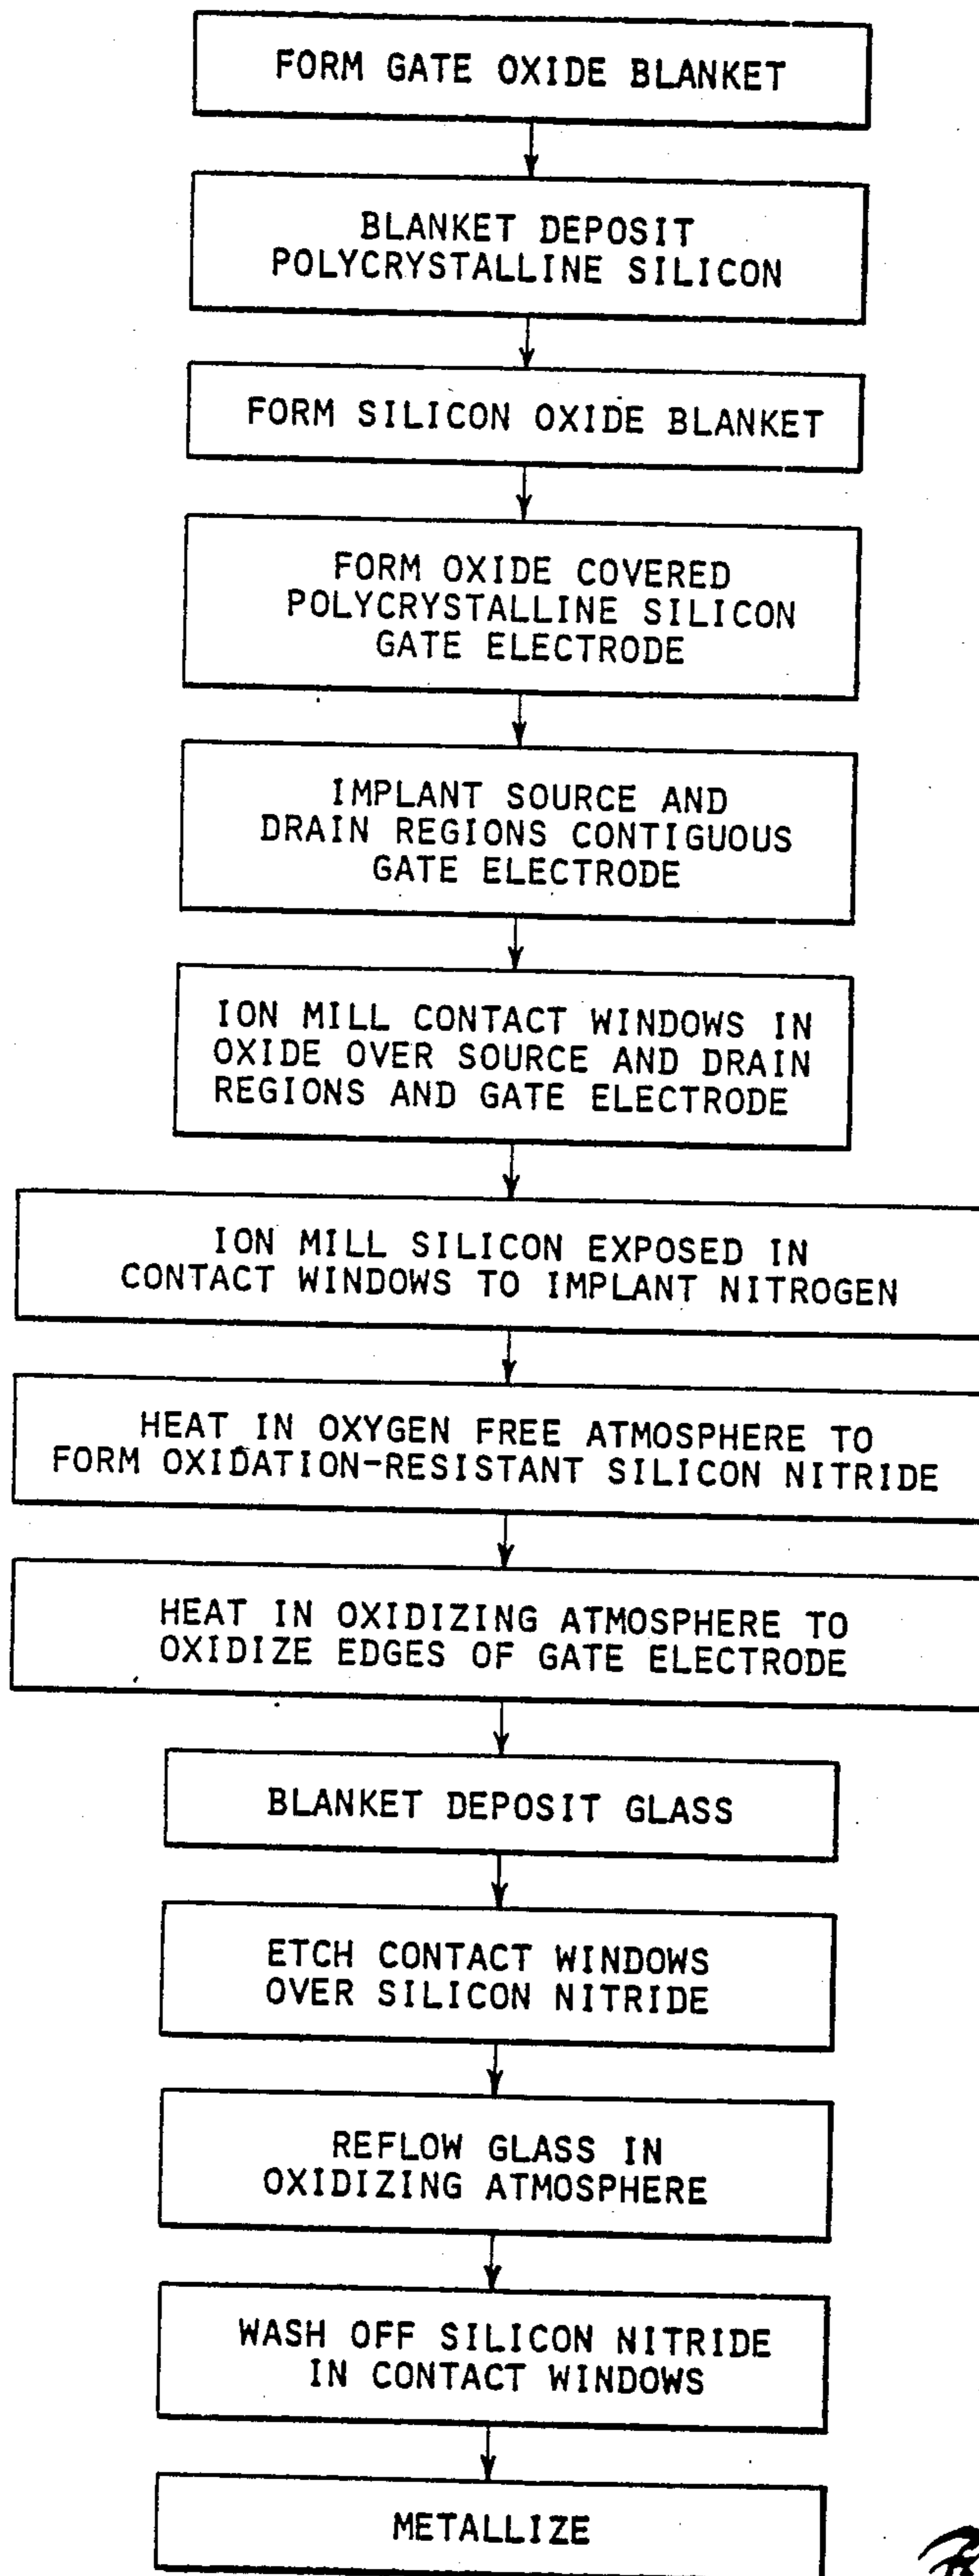 FORM GATE OXIDE BLANKET
BLANKET DEPOSIT
POLYCRYSTALLINE SILICON
FORM SILICON OXIDE BLANKET
FORM OXIDE COVERED
POLYCRYSTALLINE SILICON
GATE ELECTRODE
IMPLANT SOURCE AND
DRAIN REGIONS CONTIGUOUS
GATE ELECTRODE
ION MILL CONTACT WINDOWS IN
OXIDE OVER SOURCE AND DRAIN
REGIONS AND GATE ELECTRODE
ION MILL SILICON EXPOSED IN
CONTACT WINDOWS TO IMPLANT NITROGEN
HEAT IN OXYGEN FREE ATMOSPHERE TO
FORM OXIDATION-RESISTANT SILICON NITRIDE
HEAT IN OXIDIZING ATMOSPHERE TO
OXIDIZE EDGES OF GATE ELECTRODE
BLANKET DEPOSIT GLASS
ETCH CONTACT WINDOWS
OVER SILICON NITRIDE
REFLOW GLASS IN
OXIDIZING ATMOSPHERE
WASH OFF SILICON NITRIDE
IN CONTACT WINDOWS
METALLIZE